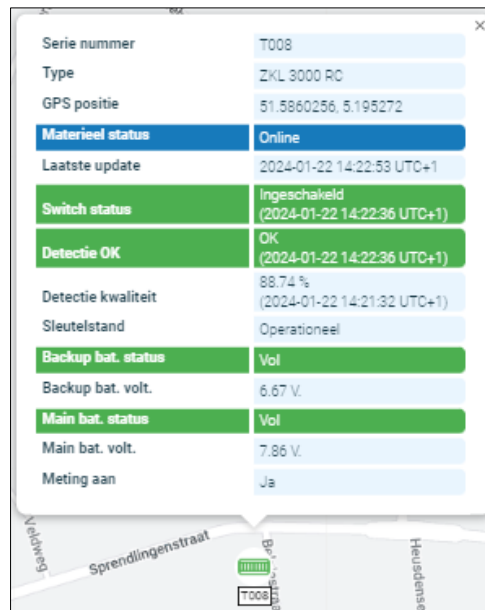 ×
Serie nummer T008
Type ZKL 3000 RC
GPS positie 51.5860256, 5.195272
Materieel status Online
Laatste update 2024-01-22 14:22:53 UTC+1
Switch status Ingeschakeld
(2024-01-22 14:22:36 UTC+1)
Detectie OK OK
(2024-01-22 14:22:36 UTC+1)
Detectie kwaliteit 88.74 %
(2024-01-22 14:21:32 UTC+1)
Sleutelstand Operationeel
Backup bat. status Vol
Backup bat. volt. 6.67 V.
Main bat. status Vol
Main bat. volt. 7.86 V.
Meting aan Ja
Veldweg
Sprendlingenstraat
Heusdense
T008